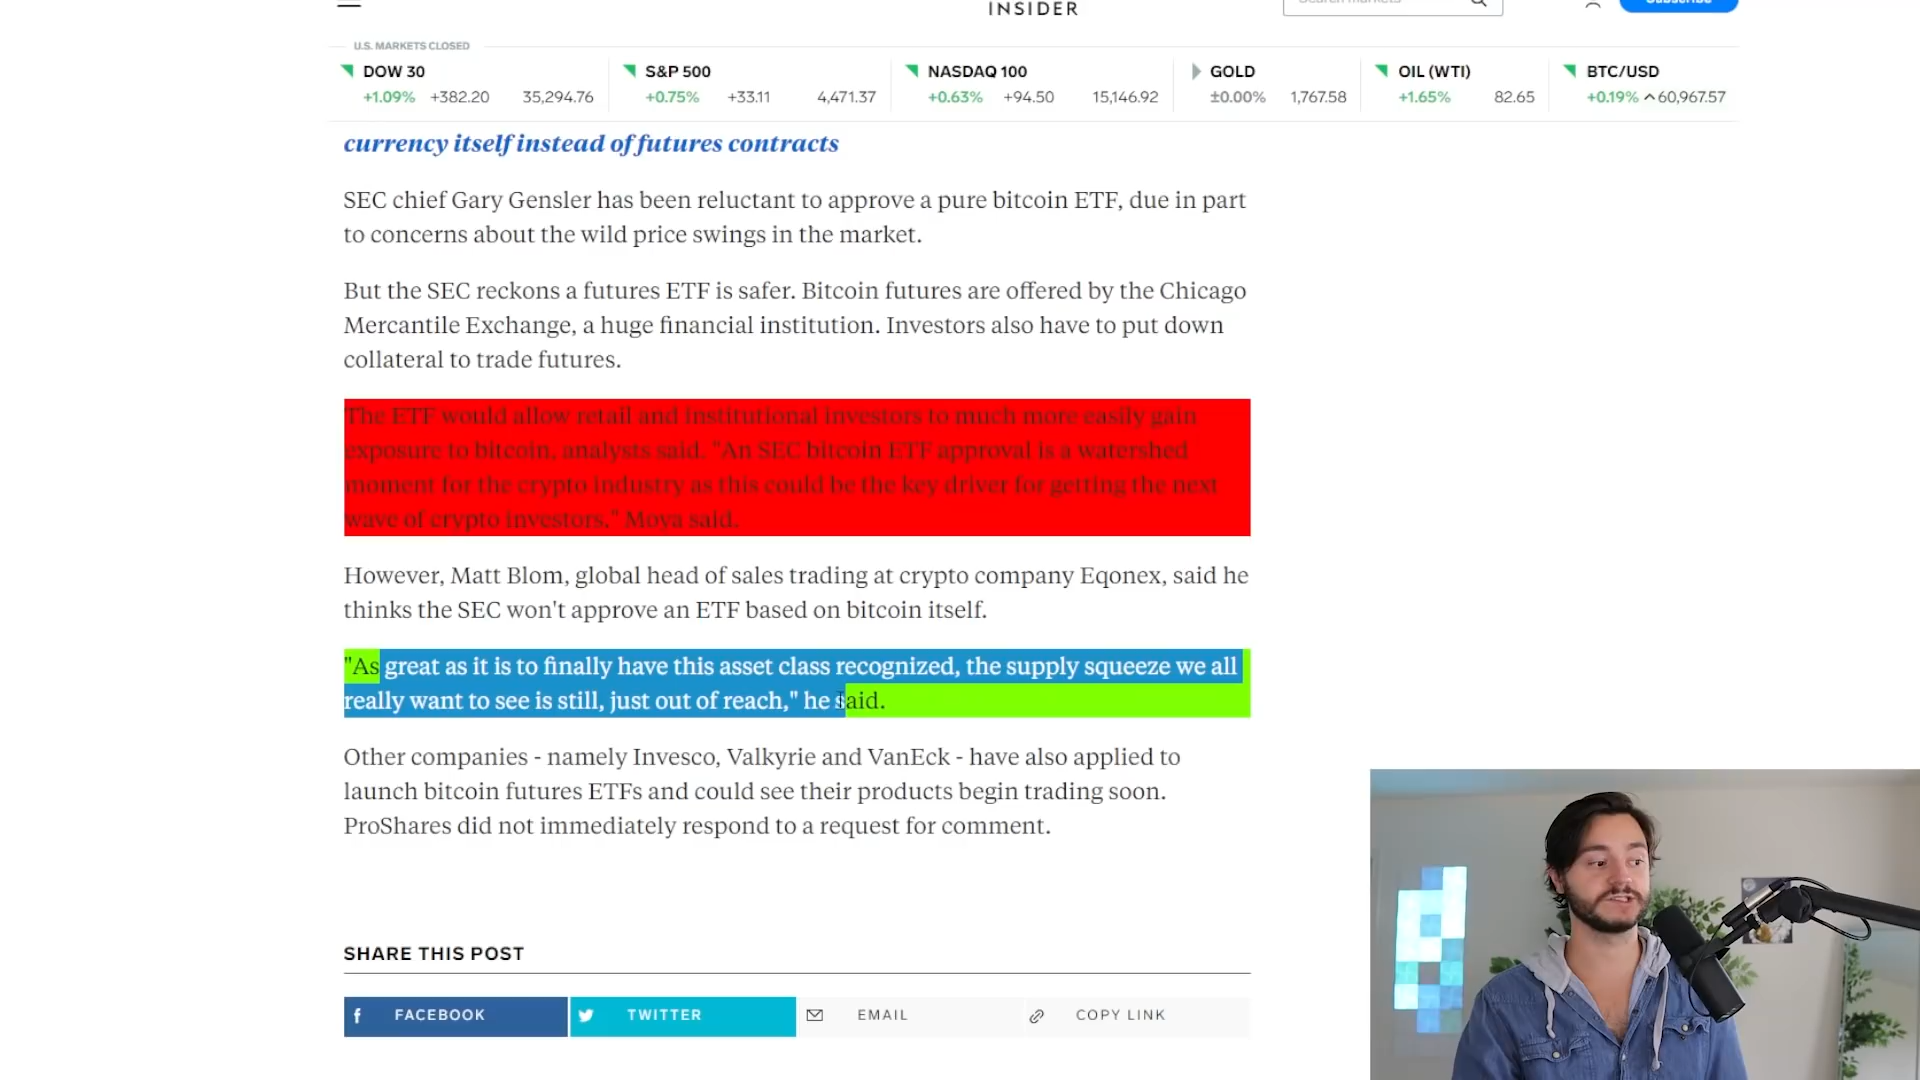 INSIDER
Search markets
Subscribe
U.S. MARKETS CLOSED
DOW 30
+1.09% +382.20 35,294.76
S&P 500
+0.75% +33.11 4,471.37
NASDAQ 100
+0.63% +94.50 15,146.92
GOLD
±0.00% 1,767.58
OIL (WTI)
+1.65% 82.65
BTC/USD
+0.19% 60,967.57
currency itself instead of futures contracts
SEC chief Gary Gensler has been reluctant to approve a pure bitcoin ETF, due in part
to concerns about the wild price swings in the market.
But the SEC reckons a futures ETF is safer. Bitcoin futures are offered by the Chicago
Mercantile Exchange, a huge financial institution. Investors also have to put down
collateral to trade futures.
The ETF would allow retail and institutional investors to much more easily gain
exposure to bitcoin, analysts said. "An SEC bitcoin ETF approval is a watershed
moment for the crypto industry as this could be the key driver for getting the next
wave of crypto investors," Moya said.
However, Matt Blom, global head of sales trading at crypto company Eqonex, said he
thinks the SEC won't approve an ETF based on bitcoin itself.
"As great as it is to finally have this asset class recognized, the supply squeeze we all
really want to see is still, just out of reach," he said.
Other companies - namely Invesco, Valkyrie and VanEck - have also applied to
launch bitcoin futures ETFs and could see their products begin trading soon.
ProShares did not immediately respond to a request for comment.
SHARE THIS POST
FACEBOOK
TWITTER
EMAIL
COPY LINK